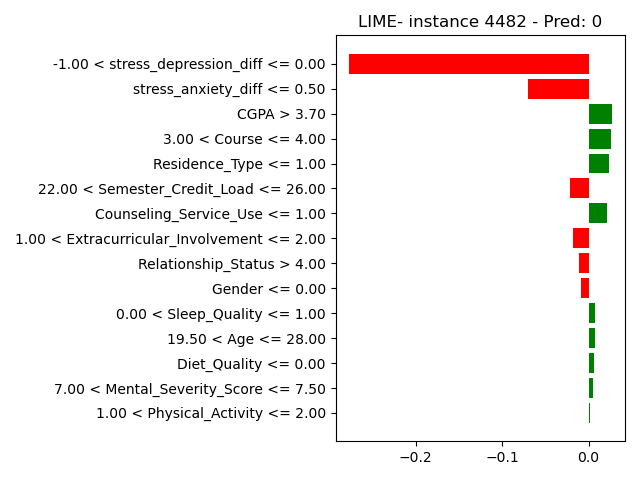 LIME- instance 4482 - Pred: 0
-1.00 < stress_depression_diff <= 0.00
stress_anxiety_diff <= 0.50
CGPA > 3.70
3.00 < Course <= 4.00
Residence_Type <= 1.00
22.00 < Semester_Credit_Load <= 26.00
Counseling_Service_Use <= 1.00
1.00 < Extracurricular_Involvement <= 2.00
Relationship_Status > 4.00
Gender <= 0.00
0.00 < Sleep_Quality <= 1.00
19.50 < Age <= 28.00
Diet_Quality <= 0.00
7.00 < Mental_Severity_Score <= 7.50
1.00 < Physical_Activity <= 2.00
−0.2 −0.1 0.0